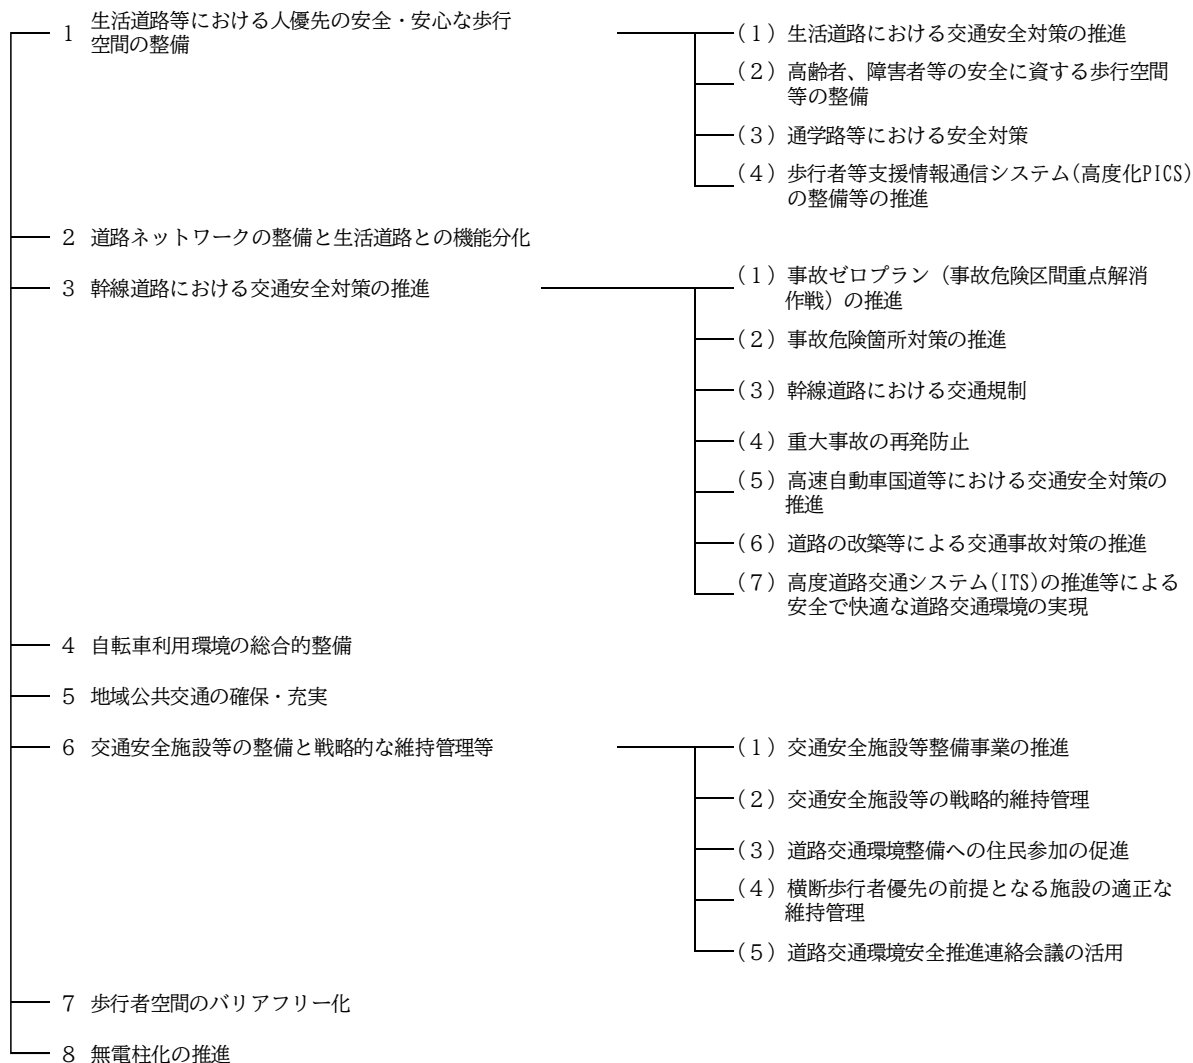 1 生活道路等における人優先の安全・安心な歩行
空間の整備
(１)生活道路における交通安全対策の推進
(２)高齢者、障害者等の安全に資する歩行空間
等の整備
(３)通学路等における安全対策
(４)歩行者等支援情報通信システム(高度化PICS)
の整備等の推進
２ 道路ネットワークの整備と生活道路との機能分化
３ 幹線道路における交通安全対策の推進
(１)事故ゼロプラン（事故危険区間重点解消
作戦）の推進
(２)事故危険箇所対策の推進
(３)幹線道路における交通規制
(４)重大事故の再発防止
(５)高速自動車国道等における交通安全対策の
推進
(６)道路の改築等による交通事故対策の推進
(７)高度道路交通システム(ITS)の推進等による
安全で快適な道路交通環境の実現
４ 自転車利用環境の総合的整備
５ 地域公共交通の確保・充実
６ 交通安全施設等の整備と戦略的な維持管理等
(１)交通安全施設等整備事業の推進
(２)交通安全施設等の戦略的維持管理
(３)道路交通環境整備への住民参加の促進
(４)横断歩行者優先の前提となる施設の適正な
維持管理
(５)道路交通環境安全推進連絡会議の活用
７ 歩行者空間のバリアフリー化
８ 無電柱化の推進